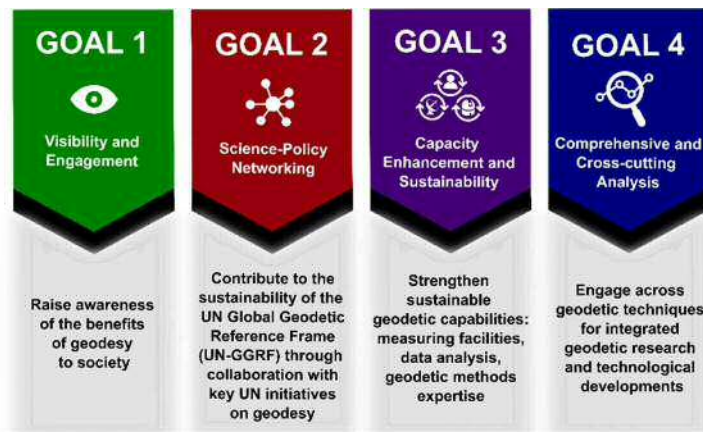 GOAL 1
Visibility and
Engagement
Raise awareness
of the benefits
of geodesy
to society
GOAL 2
Science-Policy
Networking
Contribute to the
sustainability of the
UN Global Geodetic
Reference Frame
(UN-GGRF) through
collaboration with
key UN initiatives
on geodesy
GOAL 3
Capacity
Enhancement and
Sustainability
Strengthen
sustainable
geodetic capabilities:
measuring facilities,
data analysis,
geodetic methods
expertise
GOAL 4
Comprehensive and
Cross-cutting
Analysis
Engage across
geodetic techniques
for integrated
geodetic research
and technological
developments